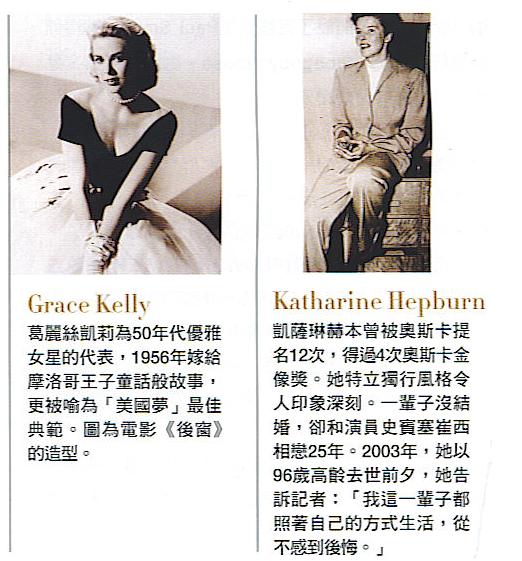 Grace Kelly
葛麗絲凱莉為50年代優雅
女星的代表，1956年嫁給
摩洛哥王子童話般故事，
更被喻為「美國夢」最佳
典範。圖為電影《後窗》
的造型。
Katharine Hepburn
凱薩琳赫本曾被奧斯卡提
名12次，得過4次奧斯卡金
像獎。她特立獨行風格令
人印象深刻。一輩子沒結
婚，卻和演員史賓塞崔西
相戀25年。2003年，她以
96歲高齡去世前夕，她告
訴記者：「我這一輩子都
照著自己的方式生活，從
不感到後悔。」